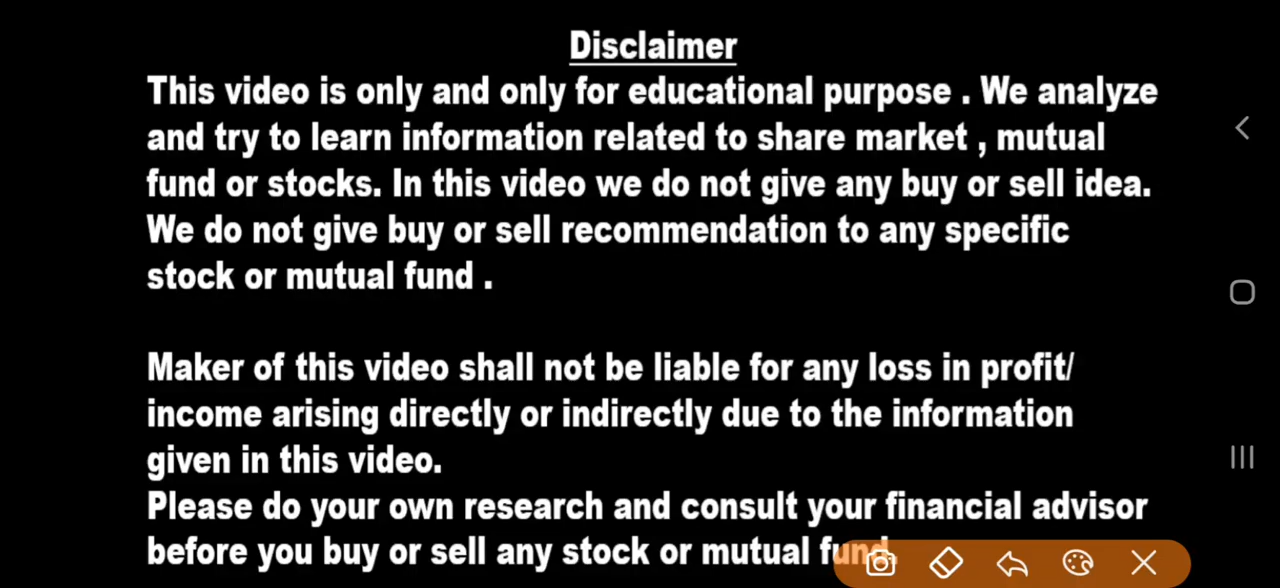 Disclaimer
This video is only and only for educational purpose . We analyze
and try to learn information related to share market , mutual
fund or stocks. In this video we do not give any buy or sell idea.
We do not give buy or sell recommendation to any specific
stock or mutual fund .
Maker of this video shall not be liable for any loss in profit/
income arising directly or indirectly due to the information
given in this video.
Please do your own research and consult your financial advisor
before you buy or sell any stock or mutual fund.